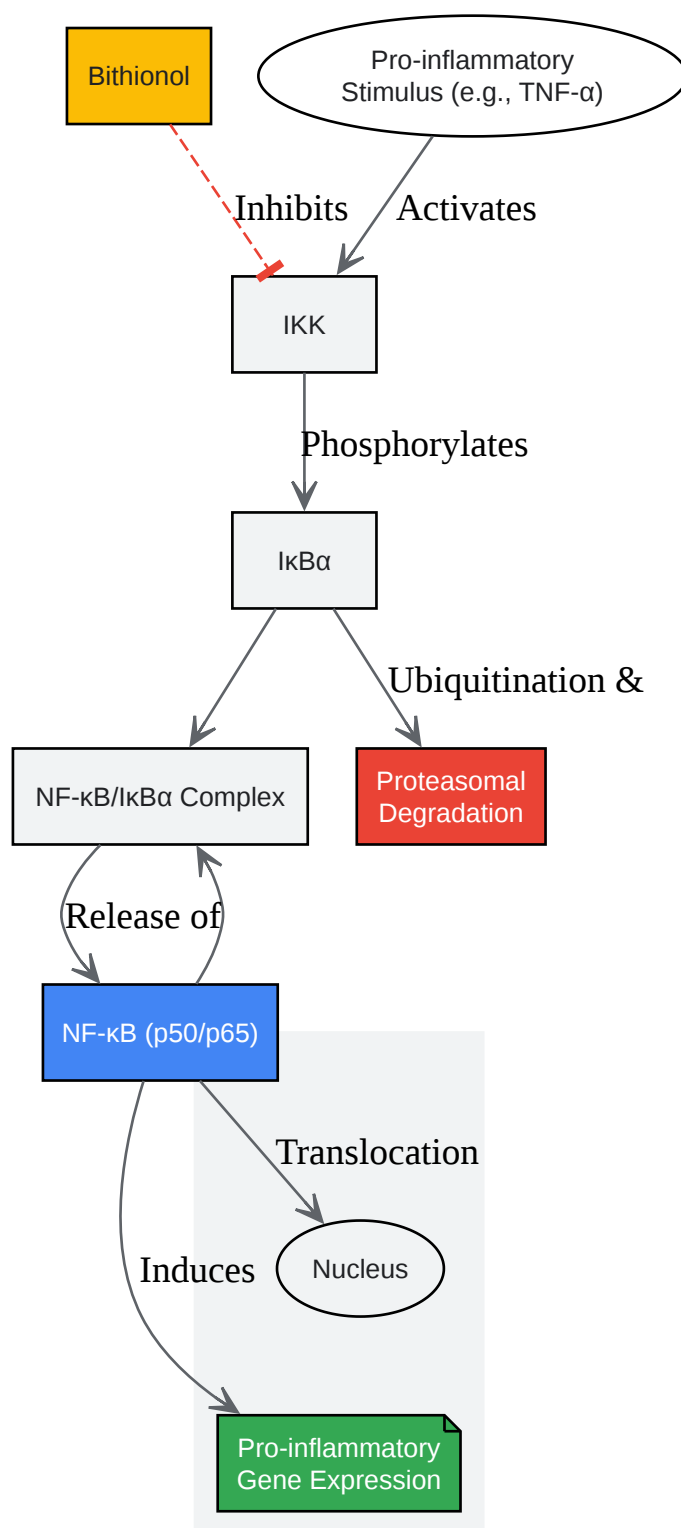 Bithionol
Pro-inflammatory
Stimulus (e.g., TNF-α)
Inhibits
Activates
IKK
Phosphorylates
IκBα
Ubiquitination &
NF-κB/IκBα Complex
Proteasomal
Degradation
Release of
NF-κB (p50/p65)
Translocation
Induces
Nucleus
Pro-inflammatory
Gene Expression